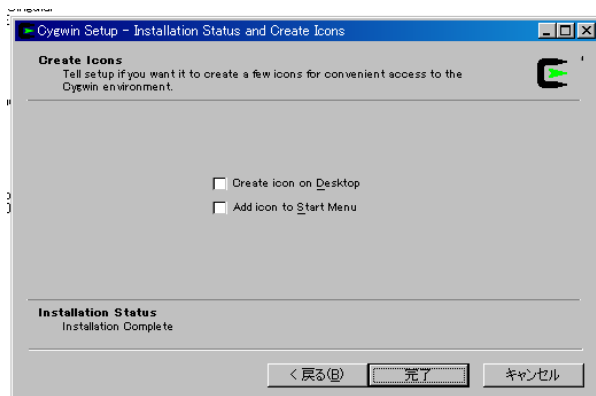 Cygwin Setup - Installation Status and Create Icons
Create Icons
Tell setup if you want it to create a few icons for convenient access to the
Cygwin environment.
Create icon on Desktop
Add icon to Start Menu
Installation Status
Installation Complete
< 戻る(B)
完了
キャンセル